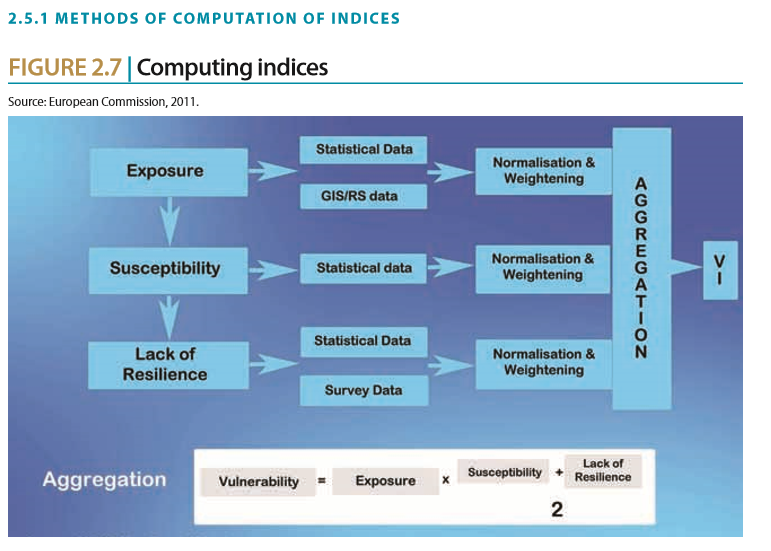 2.5.1 METHODS OF COMPUTATION OF INDICES
FIGURE 2.7 | Computing indices
Source: European Commission, 2011.
Exposure
Statistical Data
GIS/RS data
Normalisation &
Weightening
Susceptibility
Statistical data
Normalisation &
Weightening
Lack of
Resilience
Statistical Data
Survey Data
Normalisation &
Weightening
AGGREGATION
VI
Aggregation
Vulnerability = Exposure x Susceptibility + Lack of
Resilience
2